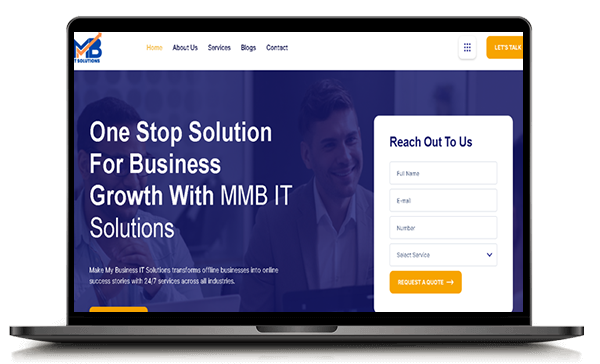 MB
IT SOLUTIONS
Home About Us Services Blogs Contact
LET'S TALK
One Stop Solution
For Business
Growth With MMB IT
Solutions
Make My Business IT Solutions transforms offline businesses into online
success stories with 24/7 services across all industries.
Reach Out To Us
Full Name
E-mail
Number
Select Service
REQUEST A QUOTE